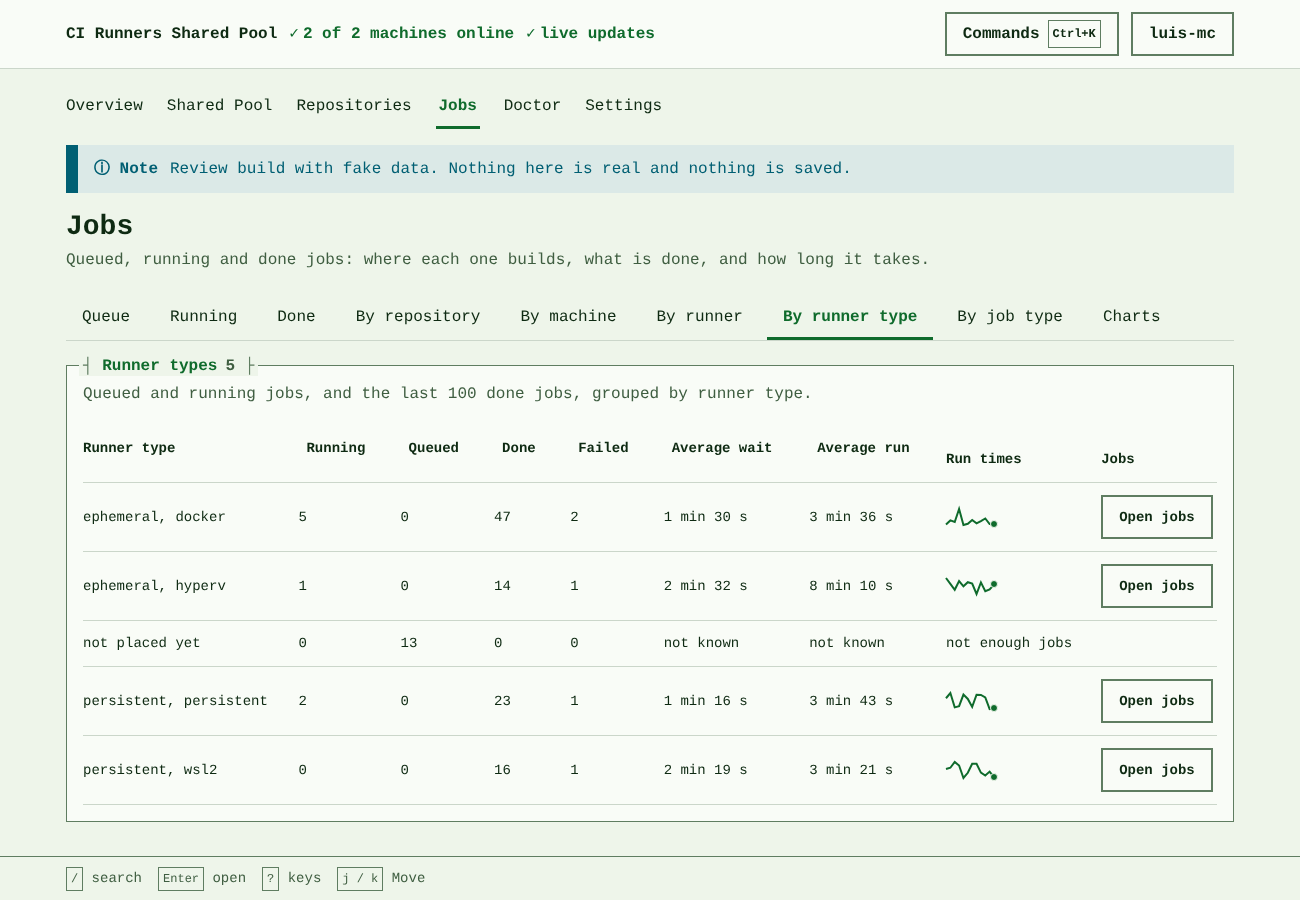 CI Runners Shared Pool ✓ 2 of 2 machines online ✓ live updates Commands Ctrl+K luis-mc
Overview Shared Pool Repositories Jobs Doctor Settings
ⓘ Note Review build with fake data. Nothing here is real and nothing is saved.
Jobs
Queued, running and done jobs: where each one builds, what is done, and how long it takes.
Queue Running Done By repository By machine By runner By runner type By job type Charts
Runner types 5
Queued and running jobs, and the last 100 done jobs, grouped by runner type.
Runner type Running Queued Done Failed Average wait Average run Run times Jobs
ephemeral, docker 5 0 47 2 1 min 30 s 3 min 36 s Open jobs
ephemeral, hyperv 1 0 14 1 2 min 32 s 8 min 10 s Open jobs
not placed yet 0 13 0 0 not known not known not enough jobs
persistent, persistent 2 0 23 1 1 min 16 s 3 min 43 s Open jobs
persistent, wsl2 0 0 16 1 2 min 19 s 3 min 21 s Open jobs
/ search Enter open ? keys j / k Move